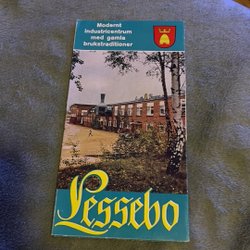 Modernt
industricentrum
med gamla
brukstraditioner
Lessebo